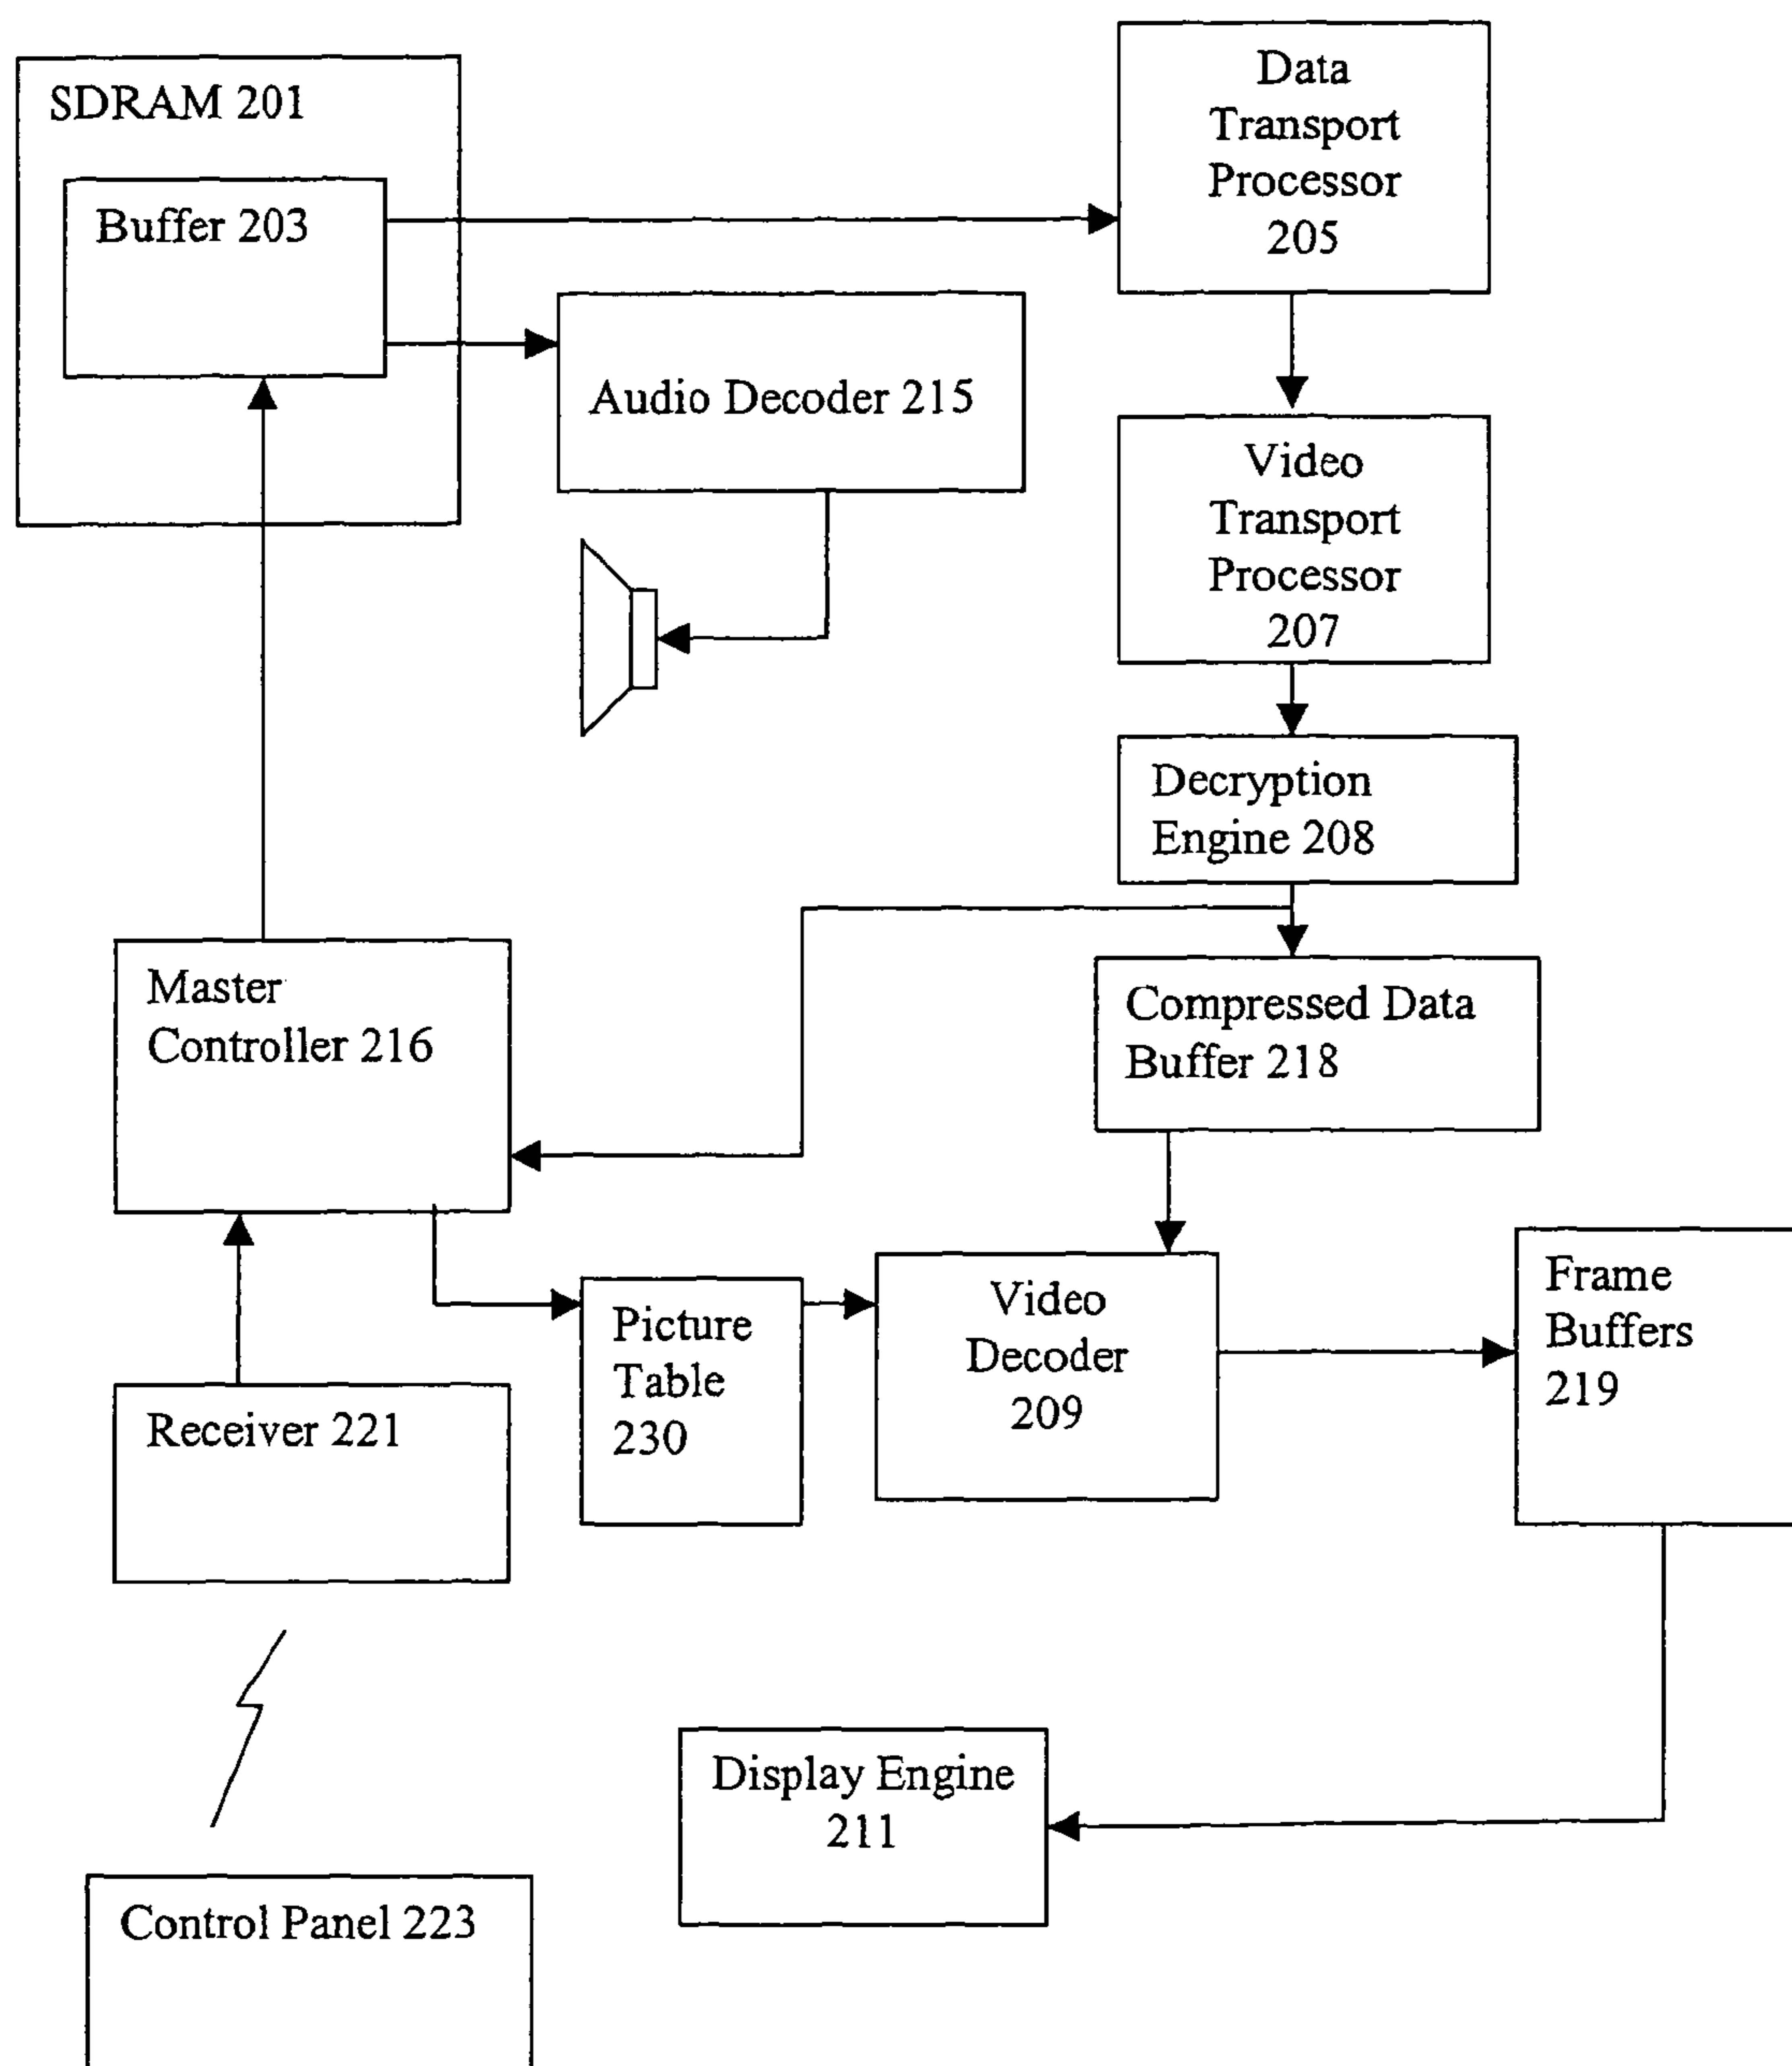 SDRAM 201
Buffer 203
Data
Transport
Processor
205
Audio Decoder 215
Video
Transport
Processor
207
Decryption
Engine 208
Master
Controller 216
Compressed Data
Buffer 218
Receiver 221
Picture
Table
230
Video
Decoder
209
Frame
Buffers
219
Display Engine
211
Control Panel 223